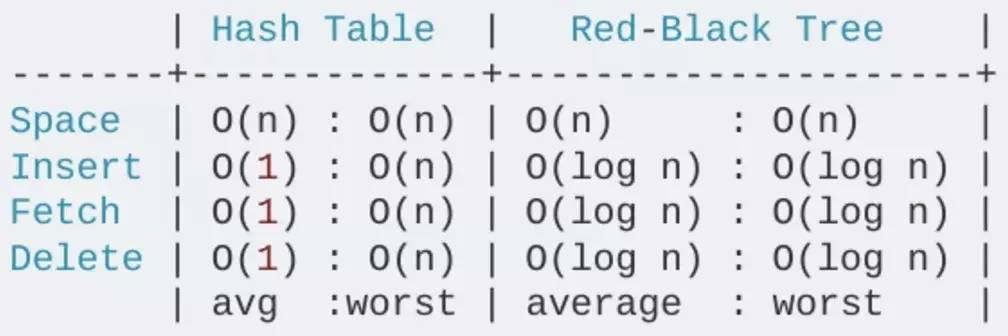 | Hash Table  |    Red-Black Tree     |
-------+-------------+-----------------------+
Space  | O(n) : O(n) | O(n)     : O(n)     |
Insert | O(1) : O(n) | O(log n) : O(log n) |
Fetch  | O(1) : O(n) | O(log n) : O(log n) |
Delete | O(1) : O(n) | O(log n) : O(log n) |
       | avg  :worst | average  : worst    |